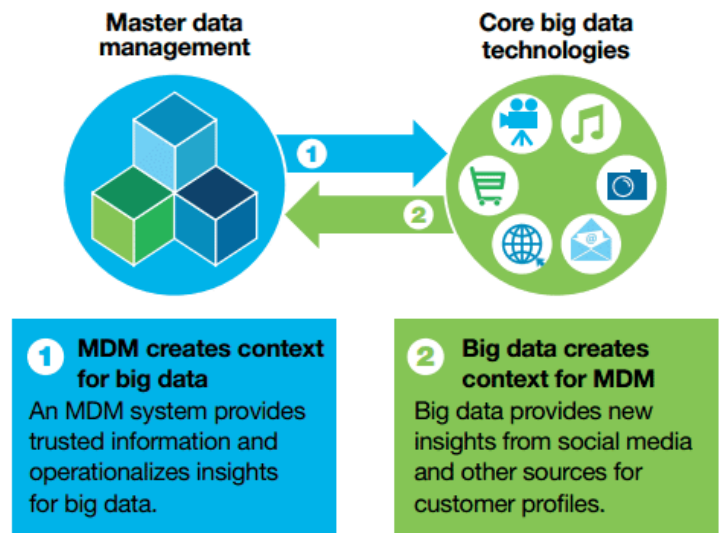 Master data
management
Core big data
technologies
1
2
@
1 MDM creates context
for big data
An MDM system provides
trusted information and
operationalizes insights
for big data.
2 Big data creates
context for MDM
Big data provides new
insights from social media
and other sources for
customer profiles.